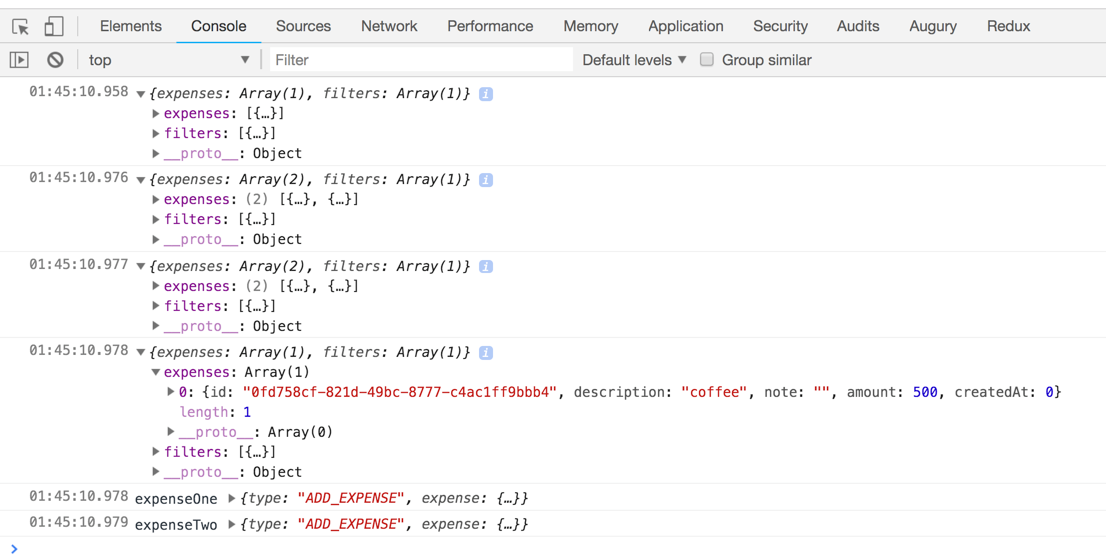 Elements Console Sources Network Performance Memory Application Security Audits Augury Redux
top Filter Default levels Group similar
01:45:10.958 {expenses: Array(1), filters: Array(1)} i
expenses: [{…}]
filters: [{…}]
__proto__: Object
01:45:10.976 {expenses: Array(2), filters: Array(1)} i
expenses: (2) [{…}, {…}]
filters: [{…}]
__proto__: Object
01:45:10.977 {expenses: Array(2), filters: Array(1)} i
expenses: (2) [{…}, {…}]
filters: [{…}]
__proto__: Object
01:45:10.978 {expenses: Array(1), filters: Array(1)} i
expenses: Array(1)
0: {id: "0fd758cf-821d-49bc-8777-c4ac1ff9bbb4", description: "coffee", note: "", amount: 500, createdAt: 0}
length: 1
__proto__: Array(0)
filters: [{…}]
__proto__: Object
01:45:10.978 expenseOne {type: "ADD_EXPENSE", expense: {…}}
01:45:10.979 expenseTwo {type: "ADD_EXPENSE", expense: {…}}